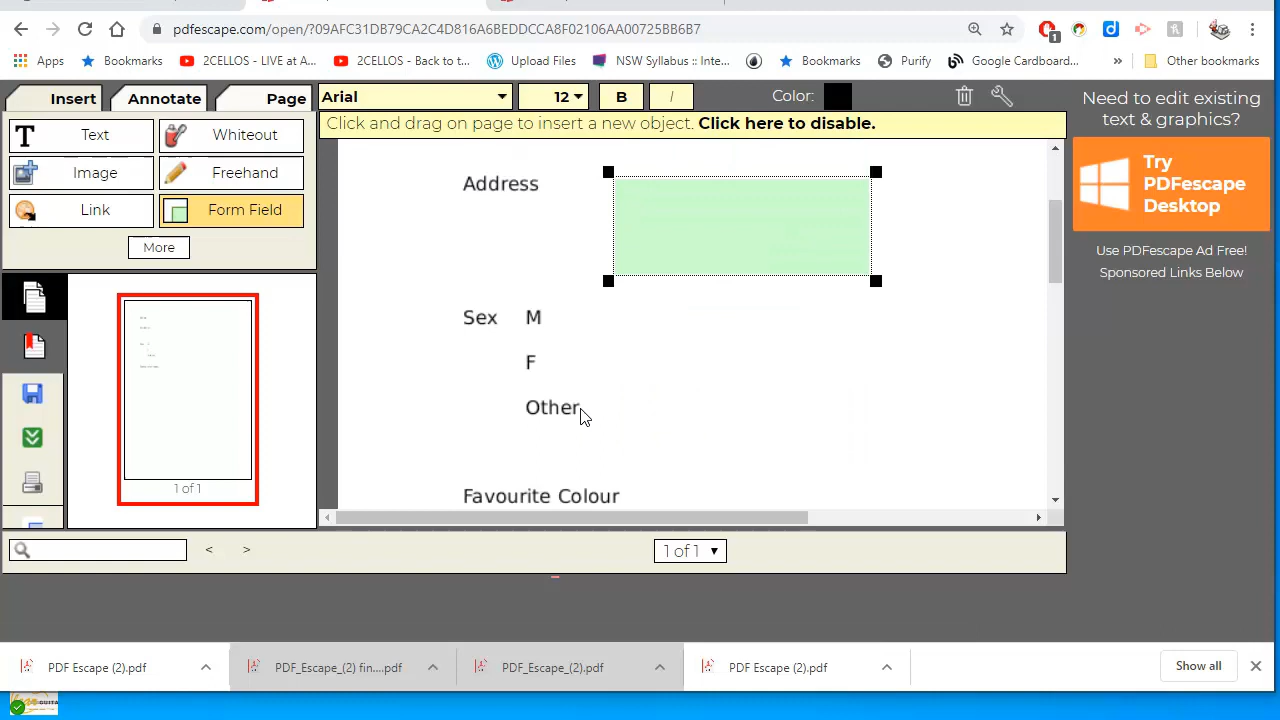 pdfescape.com/open/?09AFC31DB79CA2C4D816A6BEDDCCA8F02106AA00725BB6B7
1
Apps Bookmarks 2CELLOS - LIVE at A... 2CELLOS - Back to t... Upload Files NSW Syllabus :: Inte... Bookmarks Purify Google Cardboard... » Other bookmarks
Insert Annotate Page Arial 12 B I Color:
Click and drag on page to insert a new object. Click here to disable.
Need to edit existing
text & graphics?
T Text Whiteout
Image Freehand
Link Form Field
More
Try
PDFescape
Desktop
Use PDFescape Ad Free!
Sponsored Links Below
Address
Sex M
F
Other
Favourite Colour
1 of 1
< > 1 of 1
PDF Escape (2).pdf PDF_Escape_(2) fin....pdf PDF_Escape_(2).pdf PDF Escape (2).pdf Show all